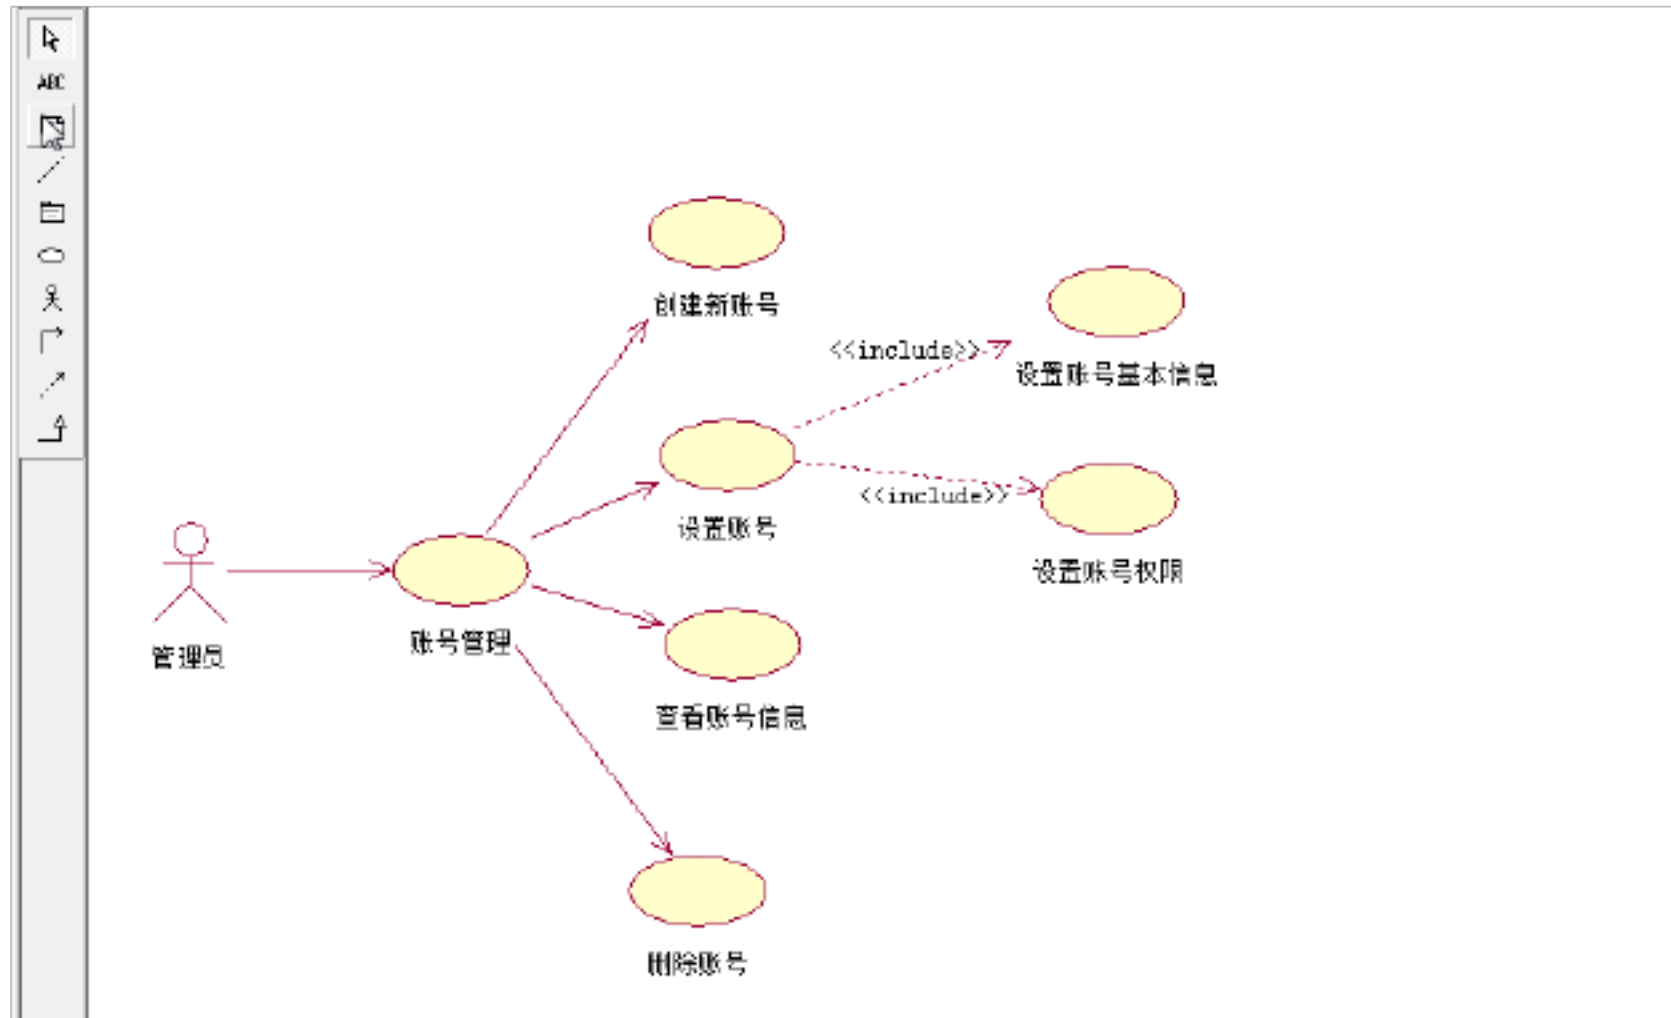 ABC
创建新账号
<<include>>
设置账号基本信息
设置账号
<<include>>
设置账号权限
管理员
账号管理
查看账号信息
删除账号